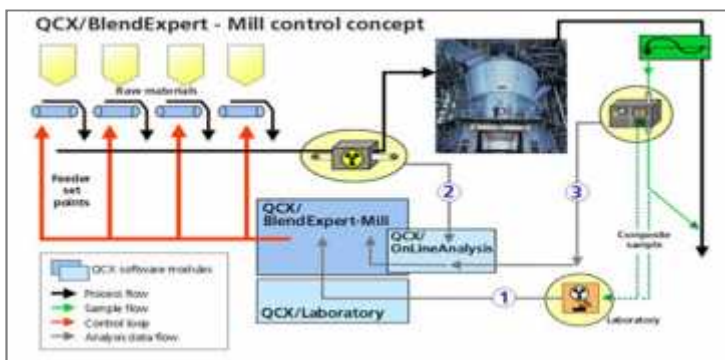 QCX/BlendExpert - Mill control concept
Raw materials
Feeder
set
points
2
3
QCX/
BlendExpert-Mill
QCX/
OnLineAnalysis
Composite
sample
QCX software modules
Process flow
Sample flow
Control loop
Analysis data flow
QCX/Laboratory
1
Laboratory